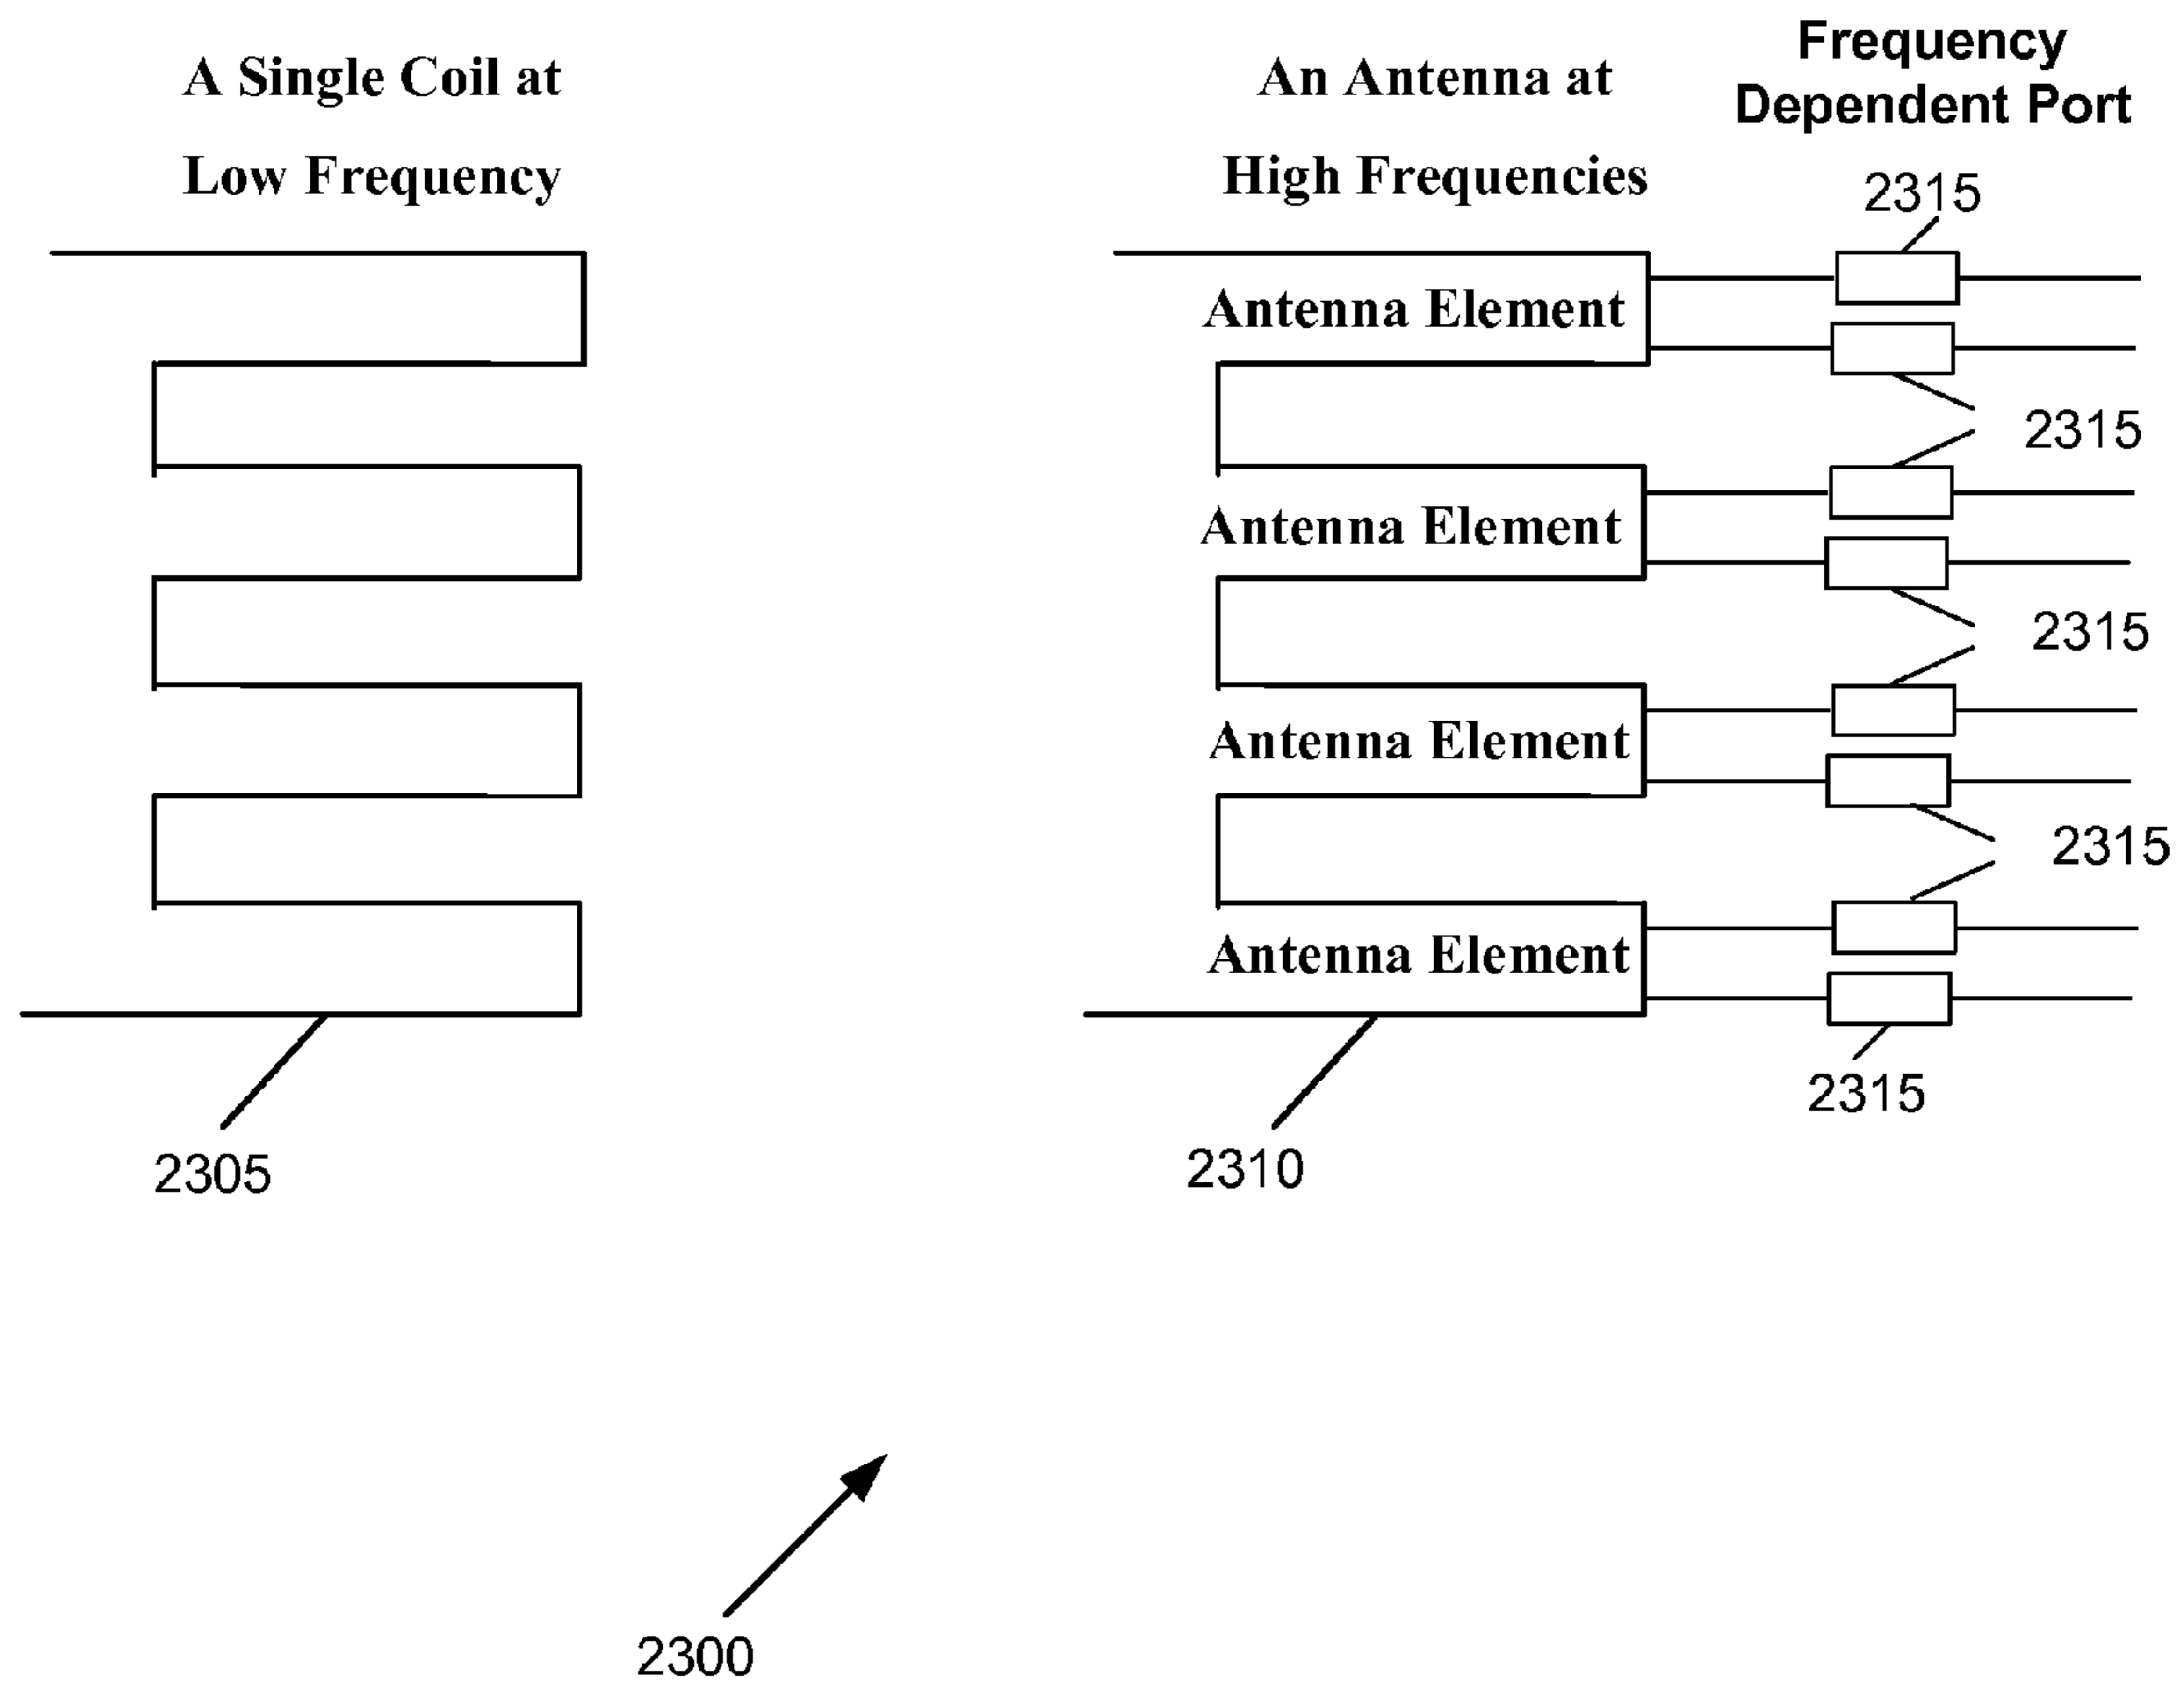 A Single Coil at
Low Frequency
An Antenna at
High Frequencies
Frequency
Dependent Port
2315
Antenna Element
2315
Antenna Element
2315
Antenna Element
2315
Antenna Element
2315
2305
2310
2300